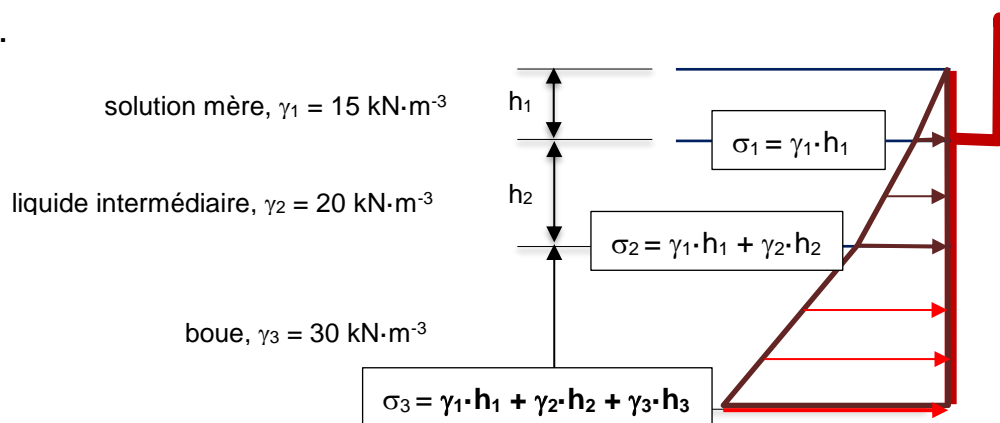 .
solution mère, γ₁ = 15 kN·m⁻³
h₁
σ₁ = γ₁·h₁
liquide intermédiaire, γ₂ = 20 kN·m⁻³
h₂
σ₂ = γ₁·h₁ + γ₂·h₂
boue, γ₃ = 30 kN·m⁻³
σ₃ = γ₁·h₁ + γ₂·h₂ + γ₃·h₃